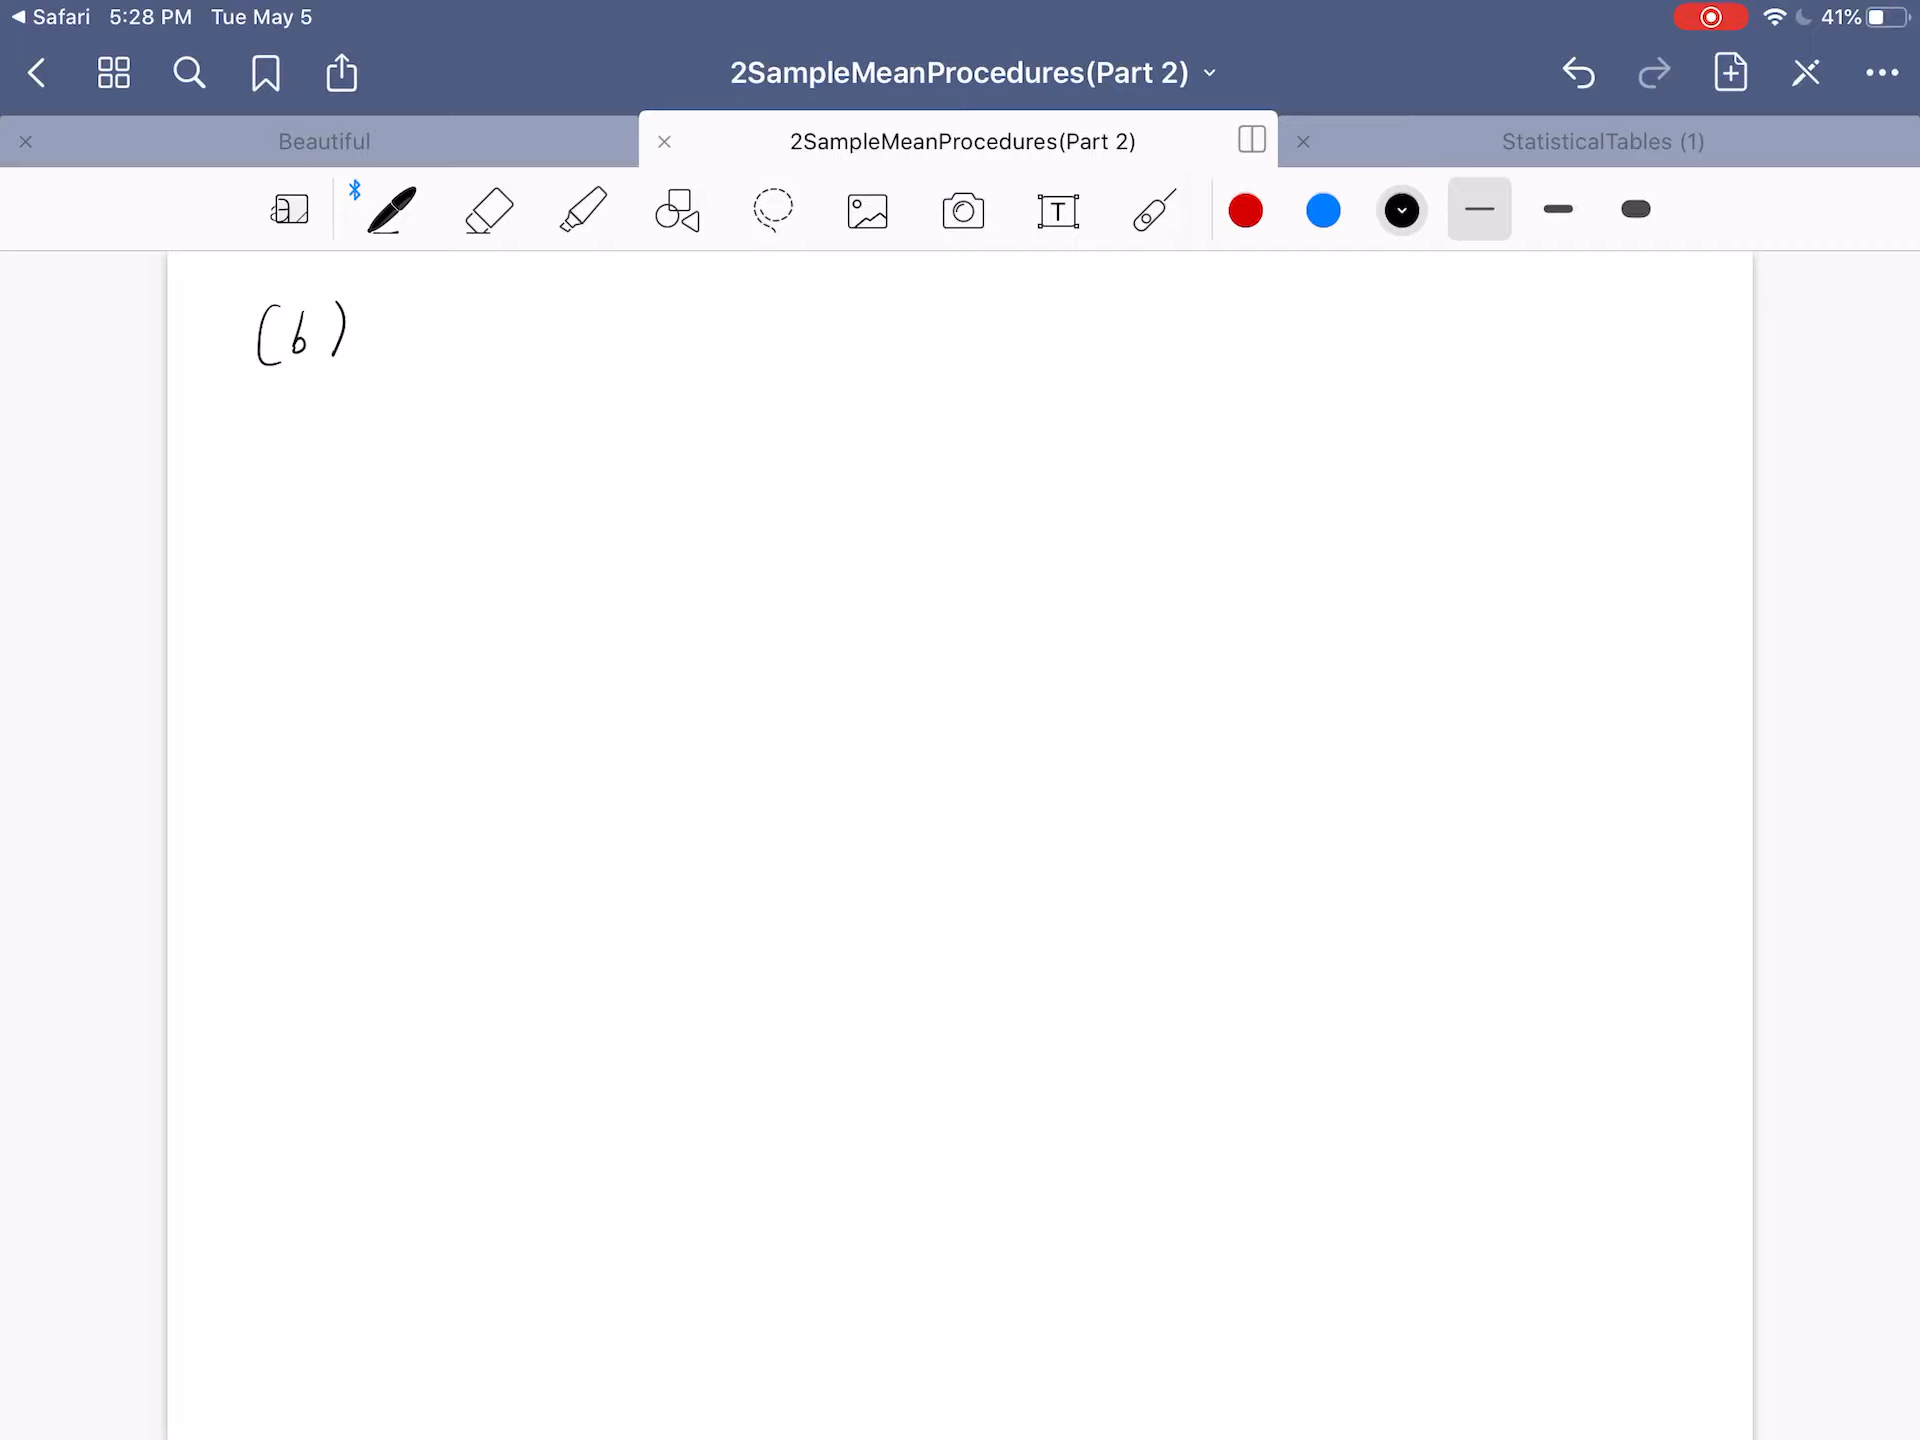 Safari 5:28 PM Tue May 5 41%
2SampleMeanProcedures(Part 2)
Beautiful 2SampleMeanProcedures(Part 2) StatisticalTables (1)
a T
(b)